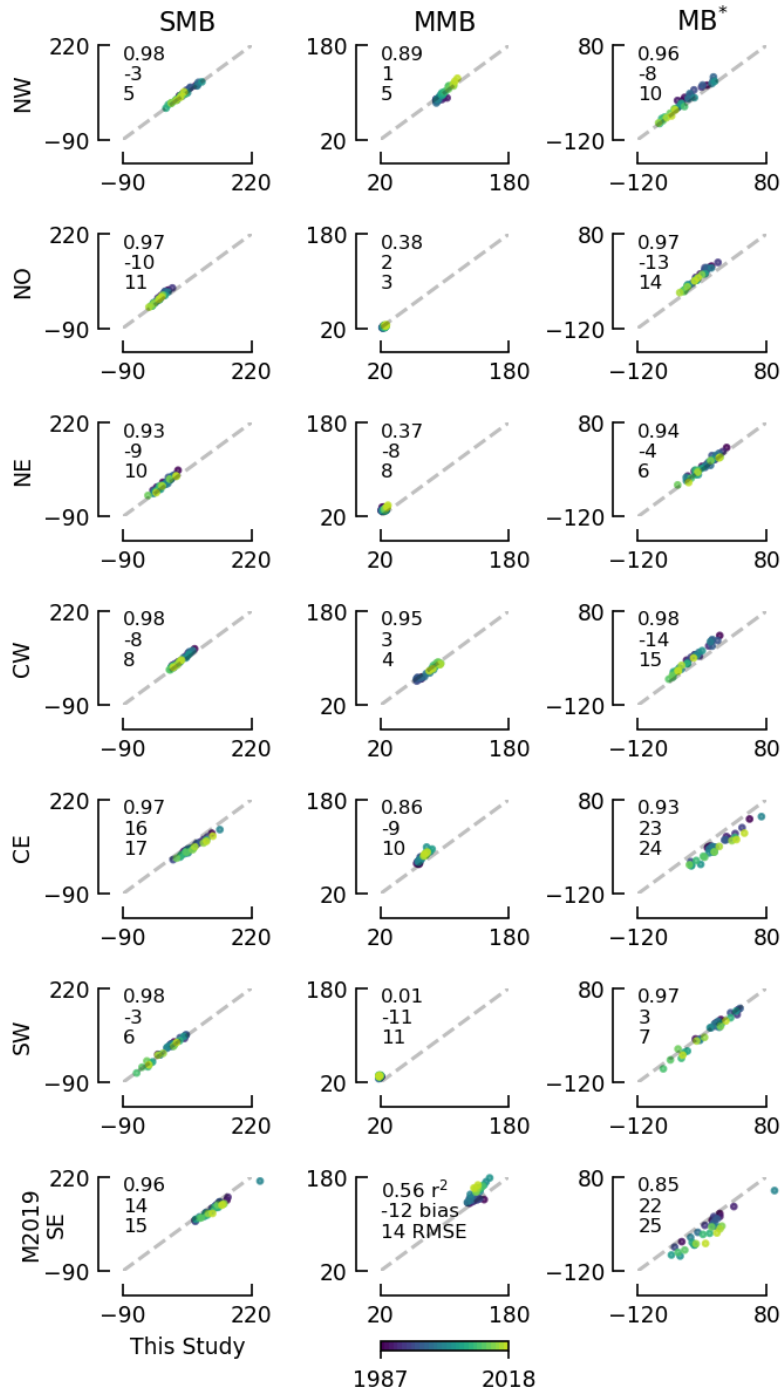 SMB MMB MB*
NW
220 0.98 -3 5 -90 -90 220
180 0.89 1 5 20 20 180
80 0.96 -8 10 -120 -120 80
NO
220 0.97 -10 11 -90 -90 220
180 0.38 2 3 20 20 180
80 0.97 -13 14 -120 -120 80
NE
220 0.93 -9 10 -90 -90 220
180 0.37 -8 8 20 20 180
80 0.94 -4 6 -120 -120 80
CW
220 0.98 -8 8 -90 -90 220
180 0.95 3 4 20 20 180
80 0.98 -14 15 -120 -120 80
CE
220 0.97 16 17 -90 -90 220
180 0.86 -9 10 20 20 180
80 0.93 23 24 -120 -120 80
SW
220 0.98 -3 6 -90 -90 220
180 0.01 -11 11 20 20 180
80 0.97 3 7 -120 -120 80
M2019
SE
220 0.96 14 15 -90 -90 220
180 0.56 r² -12 bias 14 RMSE 20 20 180
80 0.85 22 25 -120 -120 80
This Study
1987 2018